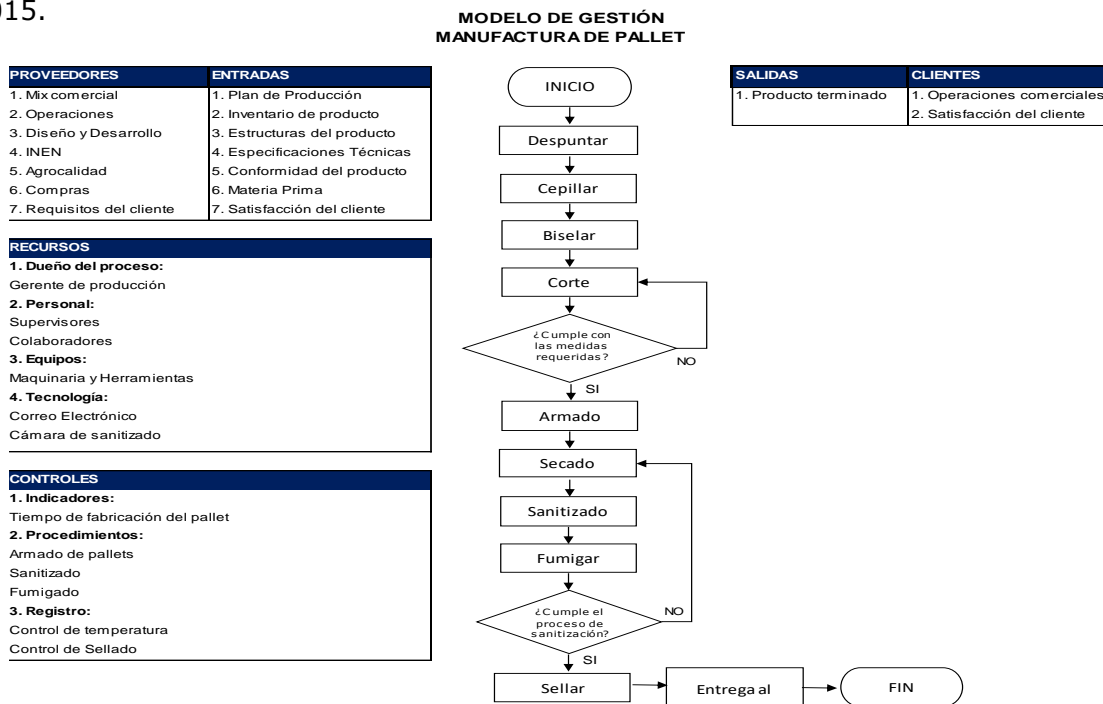 015.
MODELO DE GESTIÓN
MANUFACTURA DE PALLET
PROVEEDORES
1. Mix comercial
2. Operaciones
3. Diseño y Desarrollo
4. INEN
5. Agrocalidad
6. Compras
7. Requisitos del cliente
ENTRADAS
1. Plan de Producción
2. Inventario de producto
3. Estructuras del producto
4. Especificaciones Técnicas
5. Conformidad del producto
6. Materia Prima
7. Satisfacción del cliente
RECURSOS
1. Dueño del proceso:
Gerente de producción
2. Personal:
Supervisores
Colaboradores
3. Equipos:
Maquinaria y Herramientas
4. Tecnología:
Correo Electrónico
Cámara de sanitizado
CONTROLES
1. Indicadores:
Tiempo de fabricación del pallet
2. Procedimientos:
Armado de pallets
Sanitizado
Fumigado
3. Registro:
Control de temperatura
Control de Sellado
INICIO
Despuntar
Cepillar
Biselar
Corte
¿Cumple con
las medidas
requeridas?
NO
SI
Armado
Secado
Sanitizado
Fumigar
¿Cumple el
proceso de
sanitización?
NO
SI
Sellar
Entrega al
FIN
SALIDAS
1. Producto terminado
CLIENTES
1. Operaciones comerciales
2. Satisfacción del cliente